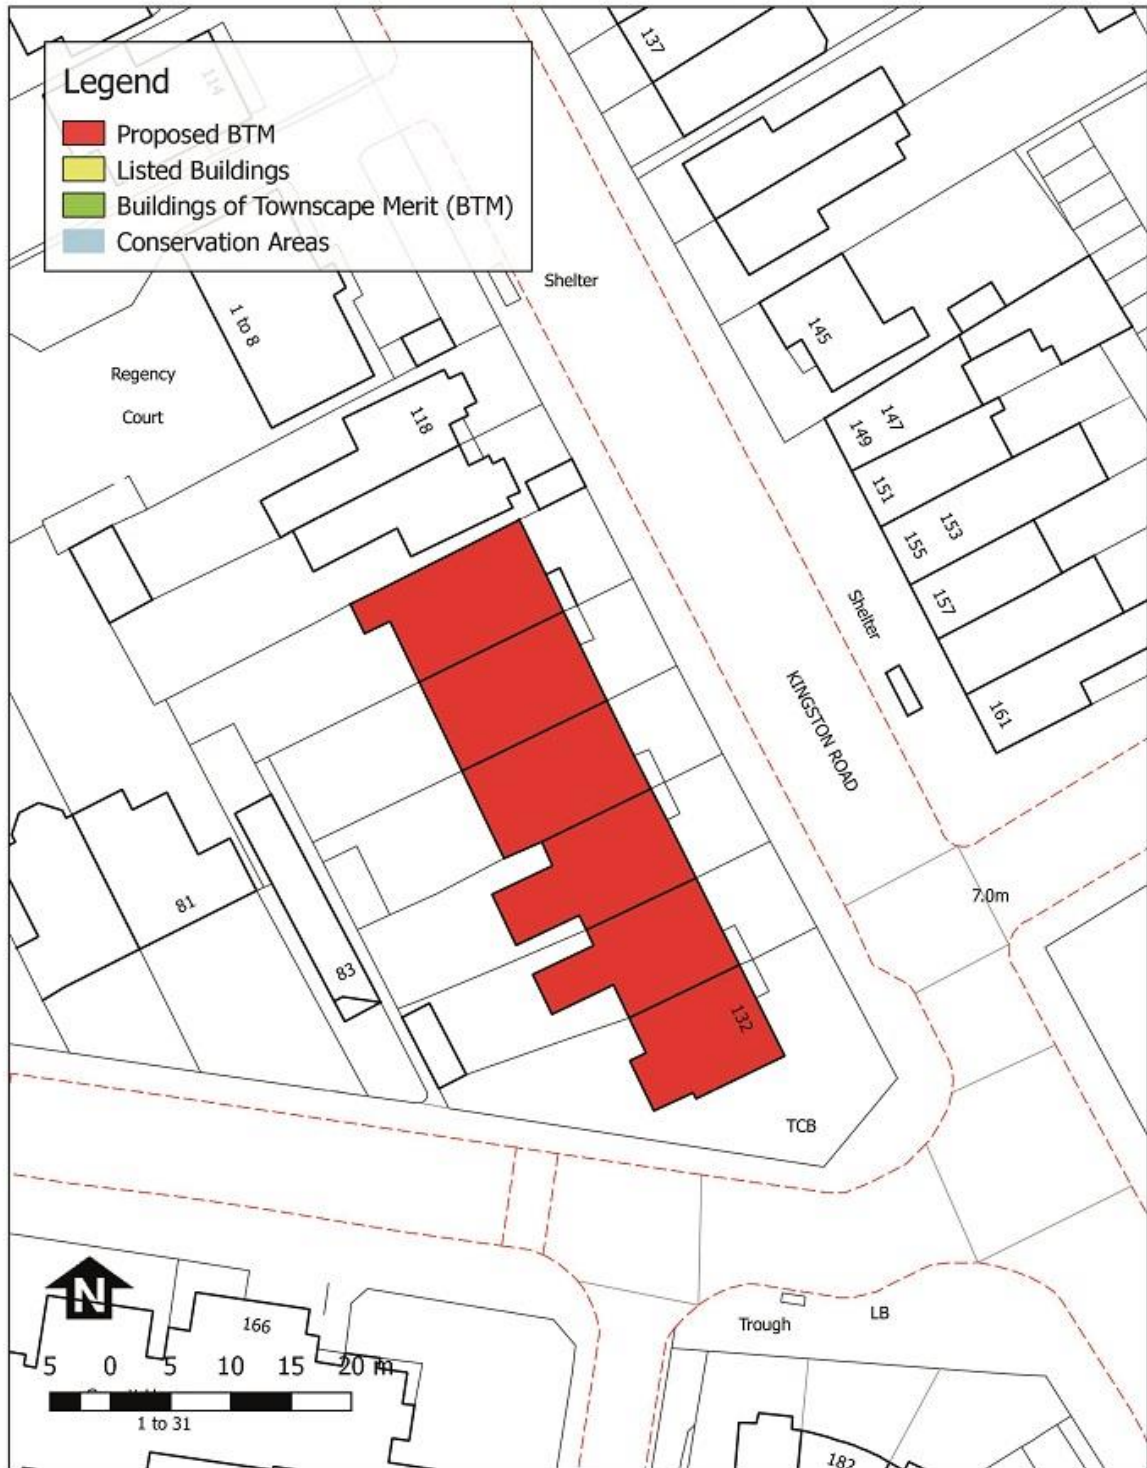 Legend
Proposed BTM
Listed Buildings
Buildings of Townscape Merit (BTM)
Conservation Areas
114
137
Shelter
1 to 8
145
Regency
Court
118
147
149
151
153
155
157
Shelter
161
KINGSTON ROAD
7.0m
81
83
132
TCB
N
166
Trough
LB
5 0 5 10 15 20 m
1 to 31
182